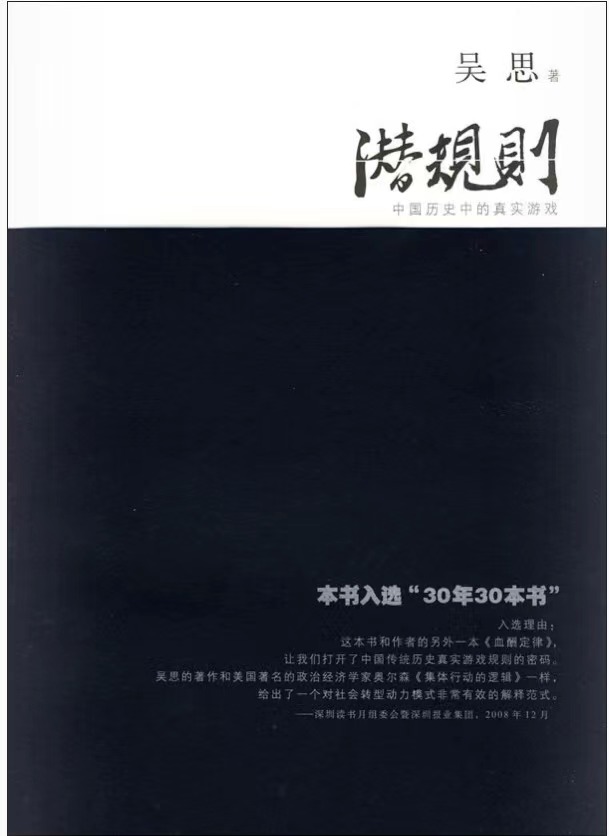 吴思 著
潜规则
中国历史中的真实游戏
本书入选“30年30本书”
入选理由：
这本书和作者的另外一本《血酬定律》，
让我们打开了中国传统历史真实游戏规则的密码。
吴思的著作和美国著名的政治经济学家奥尔森《集体行动的逻辑》一样，
给出了一个对社会转型动力模式非常有效的解释范式。
——深圳读书月组委会暨深圳报业集团，2008年12月